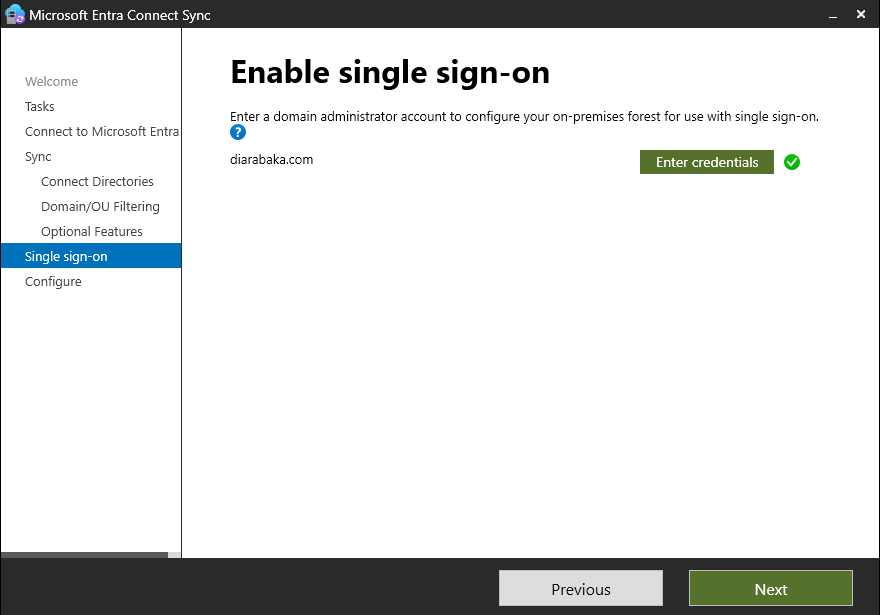 Microsoft Entra Connect Sync
Welcome
Tasks
Connect to Microsoft Entra
Sync
Connect Directories
Domain/OU Filtering
Optional Features
Single sign-on
Configure
Enable single sign-on
Enter a domain administrator account to configure your on-premises forest for use with single sign-on.
?
diarabaka.com
Enter credentials
Previous
Next